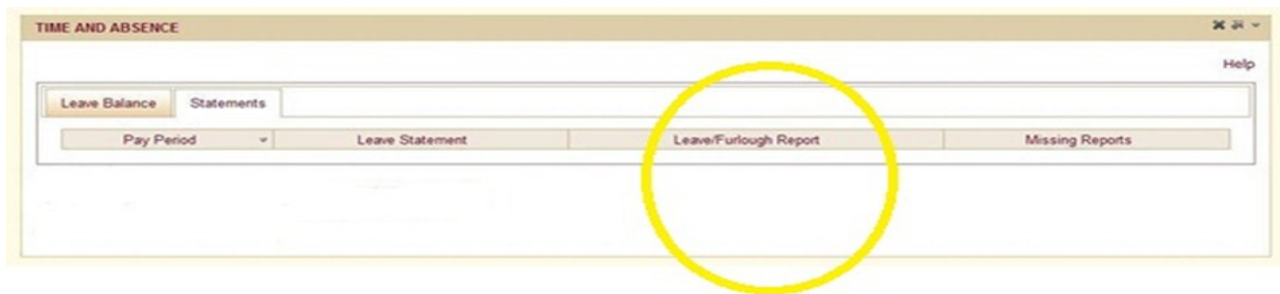 TIME AND ABSENCE
Help
Leave Balance Statements
Pay Period Leave Statement Leave/Furlough Report Missing Reports